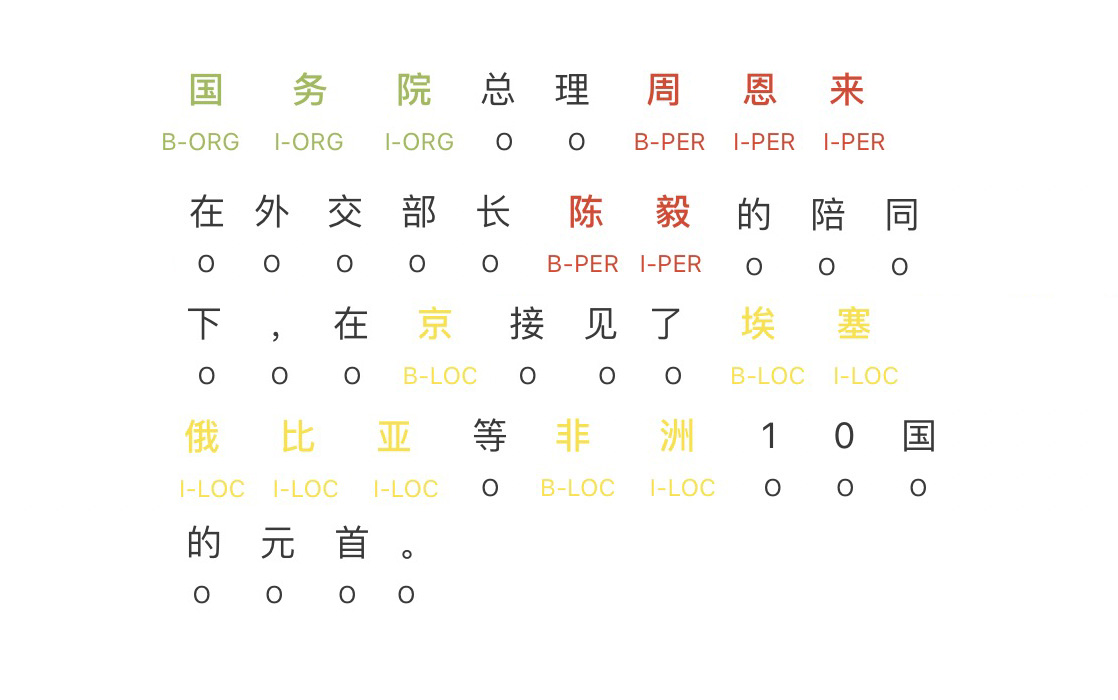 国 务 院 总 理 周 恩 来
B-ORG I-ORG I-ORG O O B-PER I-PER I-PER
在 外 交 部 长 陈 毅 的 陪 同
O O O O O B-PER I-PER O O O
下 , 在 京 接 见 了 埃 塞
O O O B-LOC O O O B-LOC I-LOC
俄 比 亚 等 非 洲 1 0 国
I-LOC I-LOC I-LOC O B-LOC I-LOC O O O
的 元 首 。
O O O O